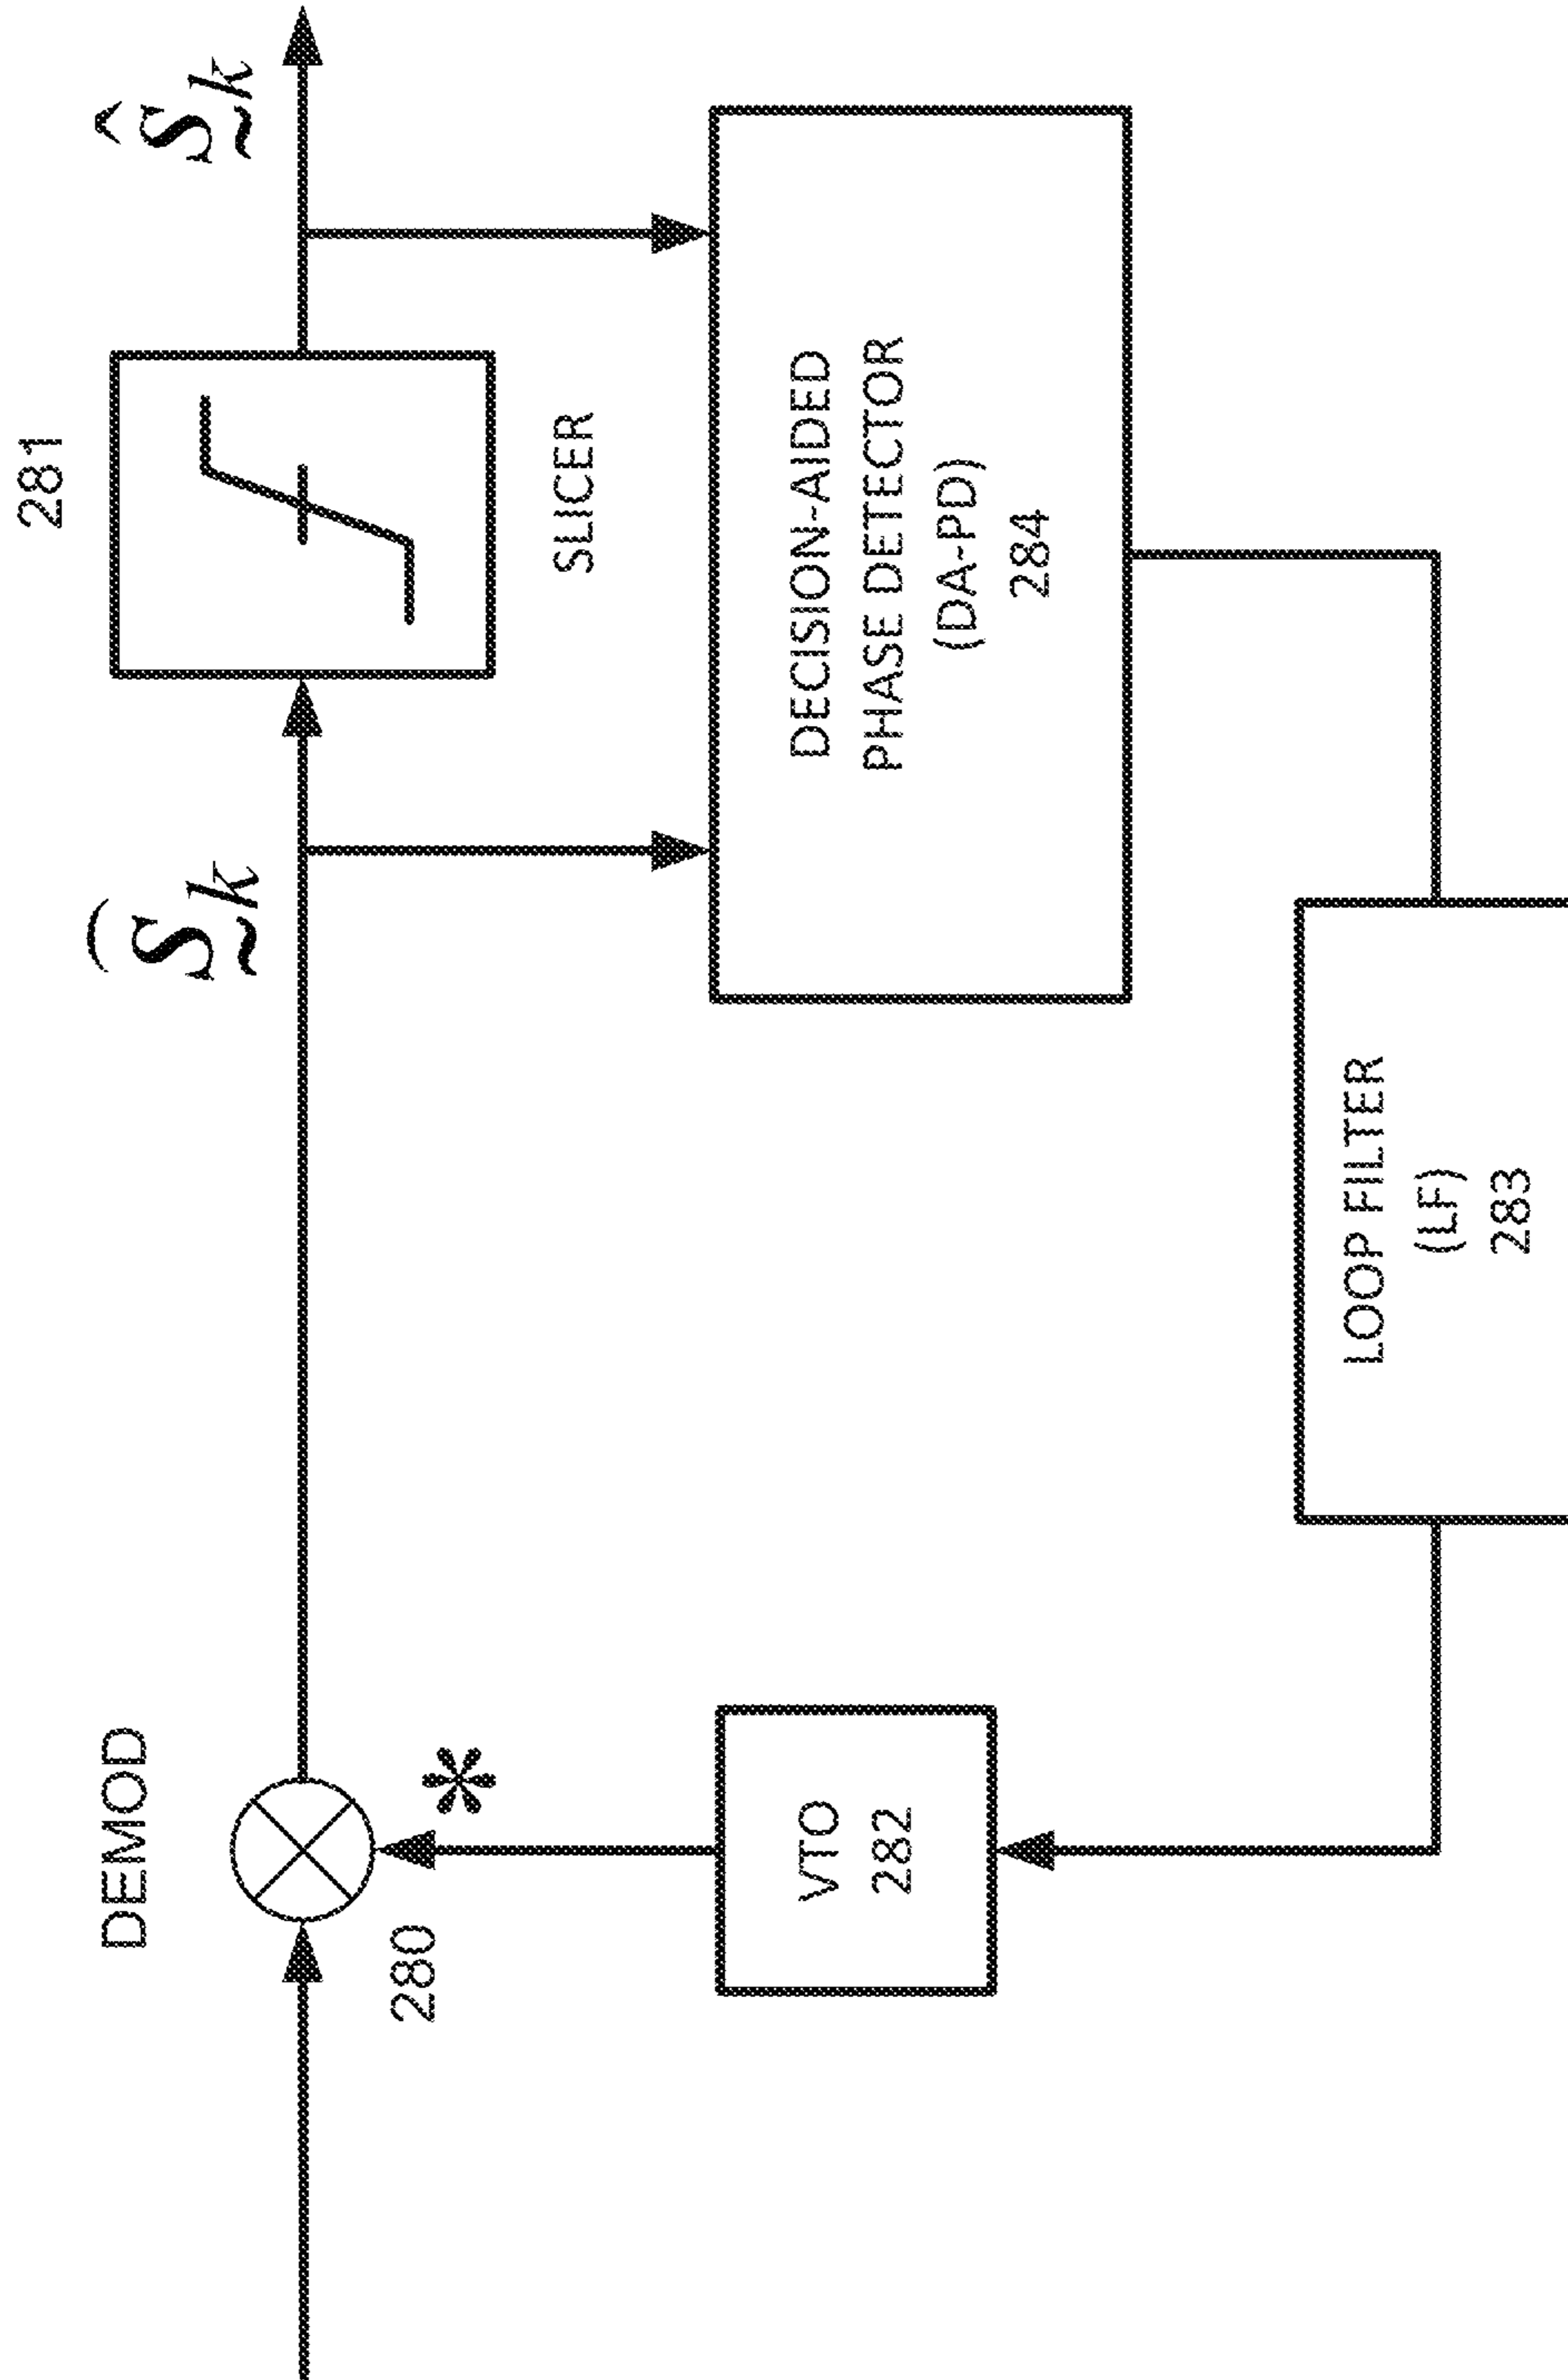 DEMOD
280
*
VTO
282
S̰̑k
281
SLICER
Ŝ̰k
DECISION-AIDED
PHASE DETECTOR
(DA-PD)
284
LOOP FILTER
(LF)
283